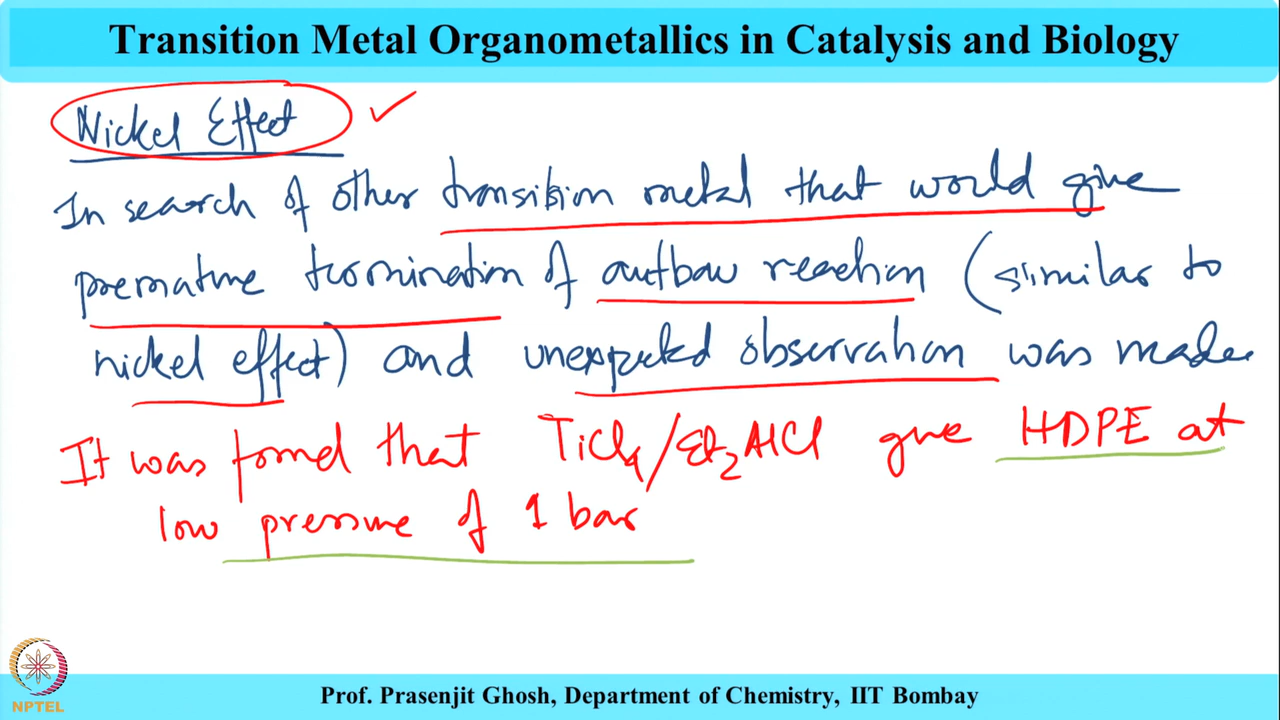 Transition Metal Organometallics in Catalysis and Biology
Nickel Effect
In search of other transition metal that would give
premature termination of aufbau reaction (similar to
nickel effect) and unexpected observation was made
It was found that TiCl4/Et2AlCl give HDPE at
low pressure of 1 bar
NPTEL
Prof. Prasenjit Ghosh, Department of Chemistry, IIT Bombay